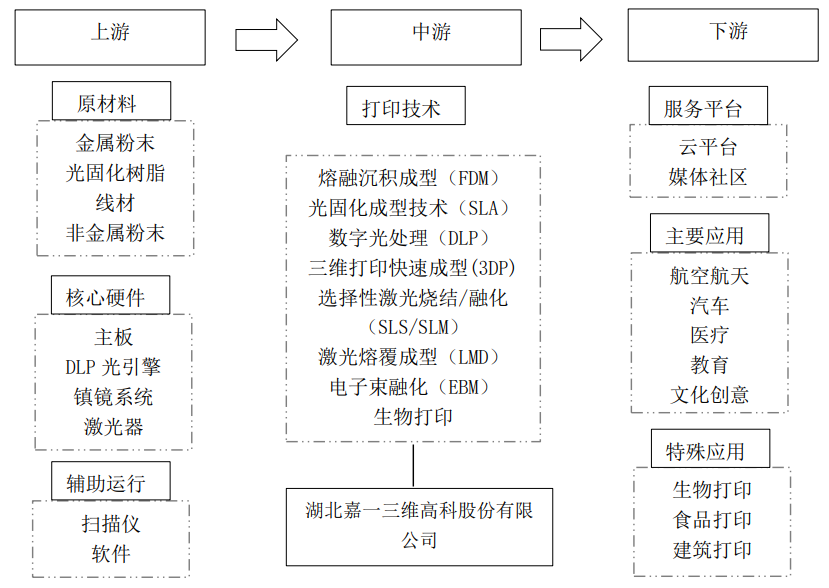 上游
中游
下游
原材料
金属粉末
光固化树脂
线材
非金属粉末
核心硬件
主板
DLP 光引擎
镇镜系统
激光器
辅助运行
扫描仪
软件
打印技术
熔融沉积成型（FDM）
光固化成型技术（SLA）
数字光处理（DLP）
三维打印快速成型(3DP)
选择性激光烧结/融化
（SLS/SLM）
激光熔覆成型（LMD）
电子束融化（EBM）
生物打印
湖北嘉一三维高科股份有限
公司
服务平台
云平台
媒体社区
主要应用
航空航天
汽车
医疗
教育
文化创意
特殊应用
生物打印
食品打印
建筑打印